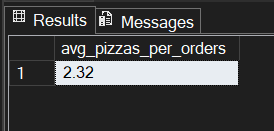 Results Messages
avg_pizzas_per_orders
1 2.32